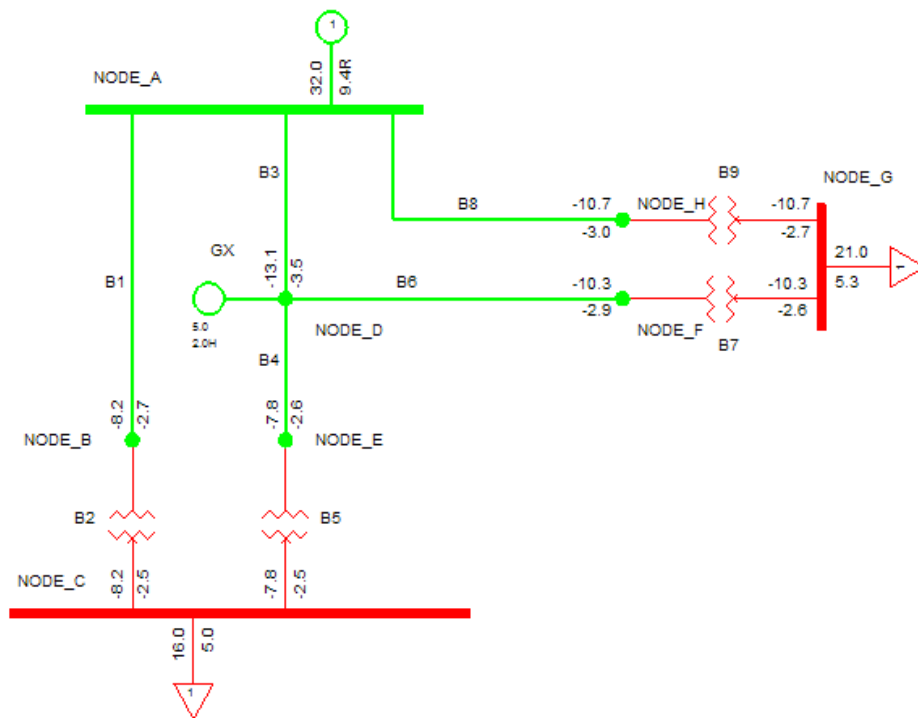 1
32.0
9.4R
NODE_A
B3
B9
NODE_G
B8
-10.7
NODE_H
-10.7
-3.0
-2.7
GX
21.0
5.3
1
-13.1
-3.5
B1
B6
-10.3
-10.3
-2.9
-2.6
5.0
2.0H
NODE_D
NODE_F
B7
B4
-8.2
-2.7
-7.8
-2.6
NODE_B
NODE_E
B2
B5
NODE_C
-8.2
-2.5
-7.8
-2.5
16.0
5.0
1